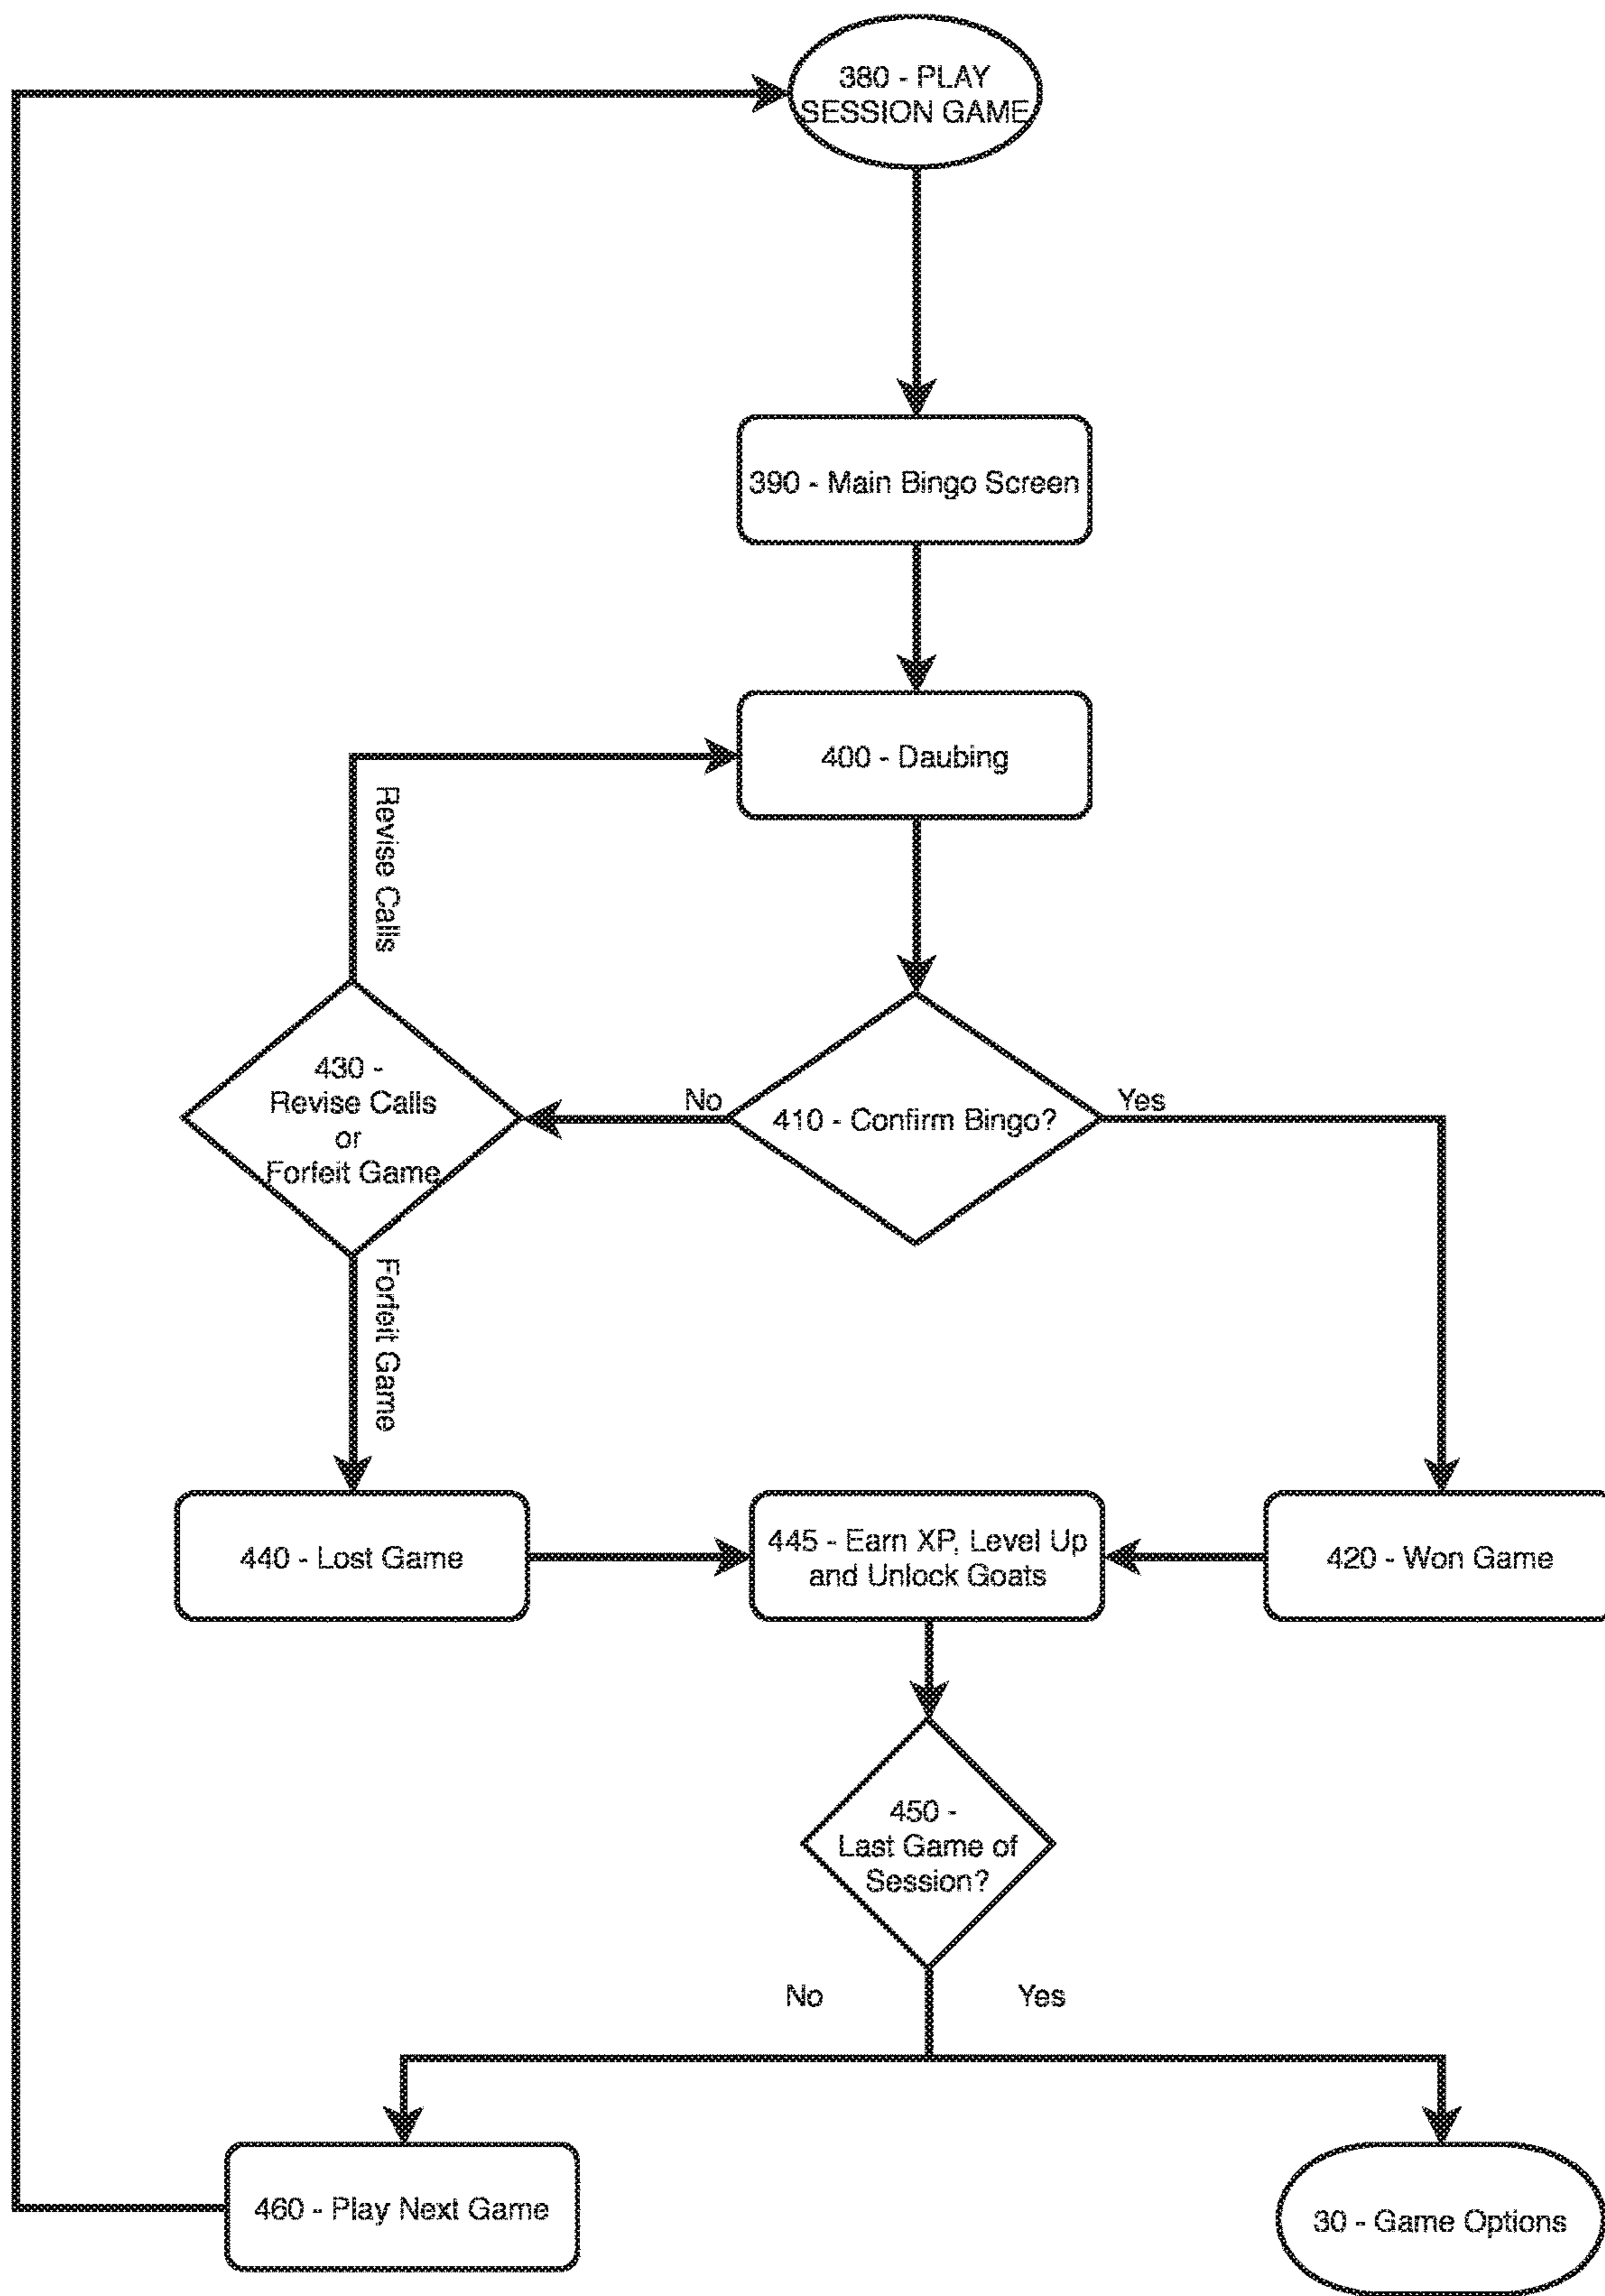 380 - PLAY
SESSION GAME
390 - Main Bingo Screen
400 - Daubing
Revise Calls
430 -
Revise Calls
or
Forfeit Game
No
410 - Confirm Bingo?
Yes
Forfeit Game
440 - Lost Game
445 - Earn XP, Level Up
and Unlock Goats
420 - Won Game
450 -
Last Game of
Session?
No
Yes
460 - Play Next Game
30 - Game Options